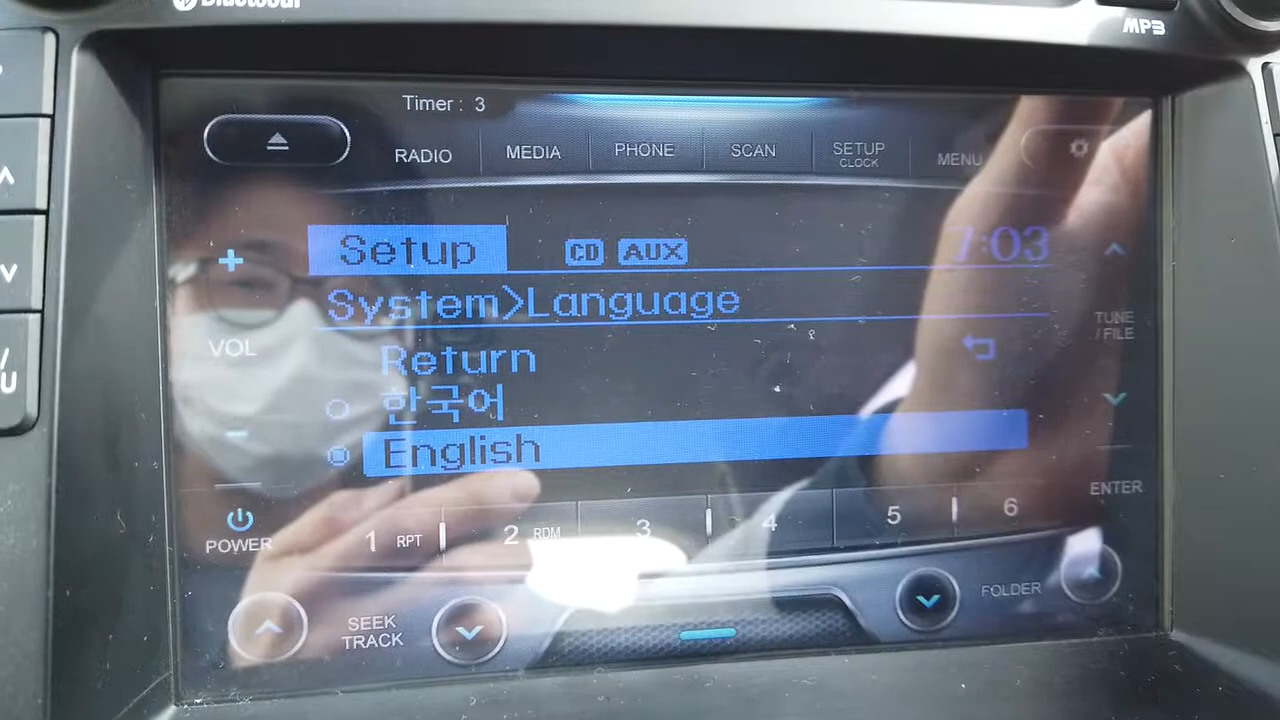 Bluetooth
MP3
Timer : 3
RADIO MEDIA PHONE SCAN SETUP CLOCK MENU
Setup CD AUX 7:03
System>Language
VOL
TUNE / FILE
Return
한국어
English
ENTER
POWER
1 RPT 2 RDM 3 4 5 6
SEEK TRACK
FOLDER